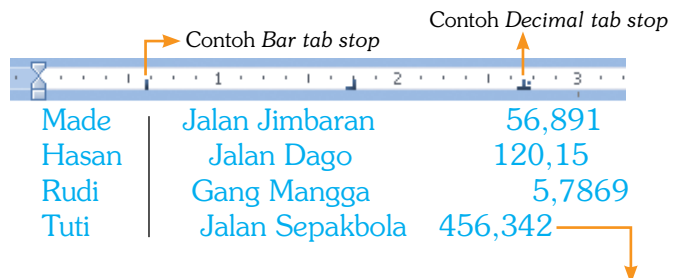 Contoh Decimal tab stop
Contoh Bar tab stop
1 2 3
Made Jalan Jimbaran 56,891
Hasan Jalan Dago 120,15
Rudi Gang Mangga 5,7869
Tuti Jalan Sepakbola 456,342